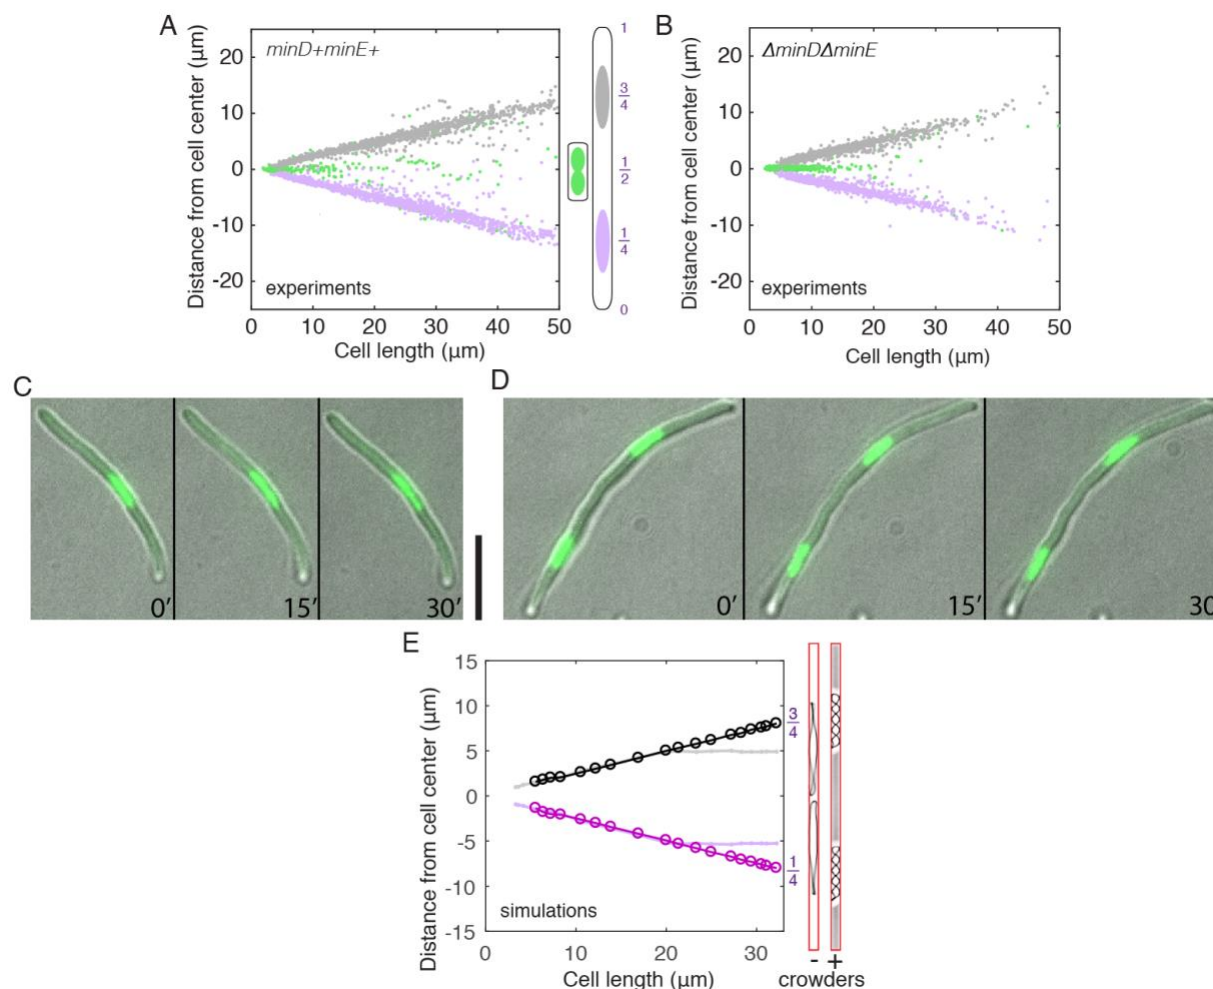 A
minD+minE+
Distance from cell center (µm)
20
10
0
-10
-20
experiments
0
10
20
30
40
50
Cell length (µm)
1
3/4
1/2
1/4
0
B
ΔminDΔminE
Distance from cell center (µm)
20
10
0
-10
-20
experiments
0
10
20
30
40
50
Cell length (µm)
C
0′
15′
30′
D
0′
15′
30
E
Distance from cell center (µm)
15
10
5
0
-5
-10
-15
simulations
0
10
20
30
Cell length (µm)
3/4
1/4
- +
crowders